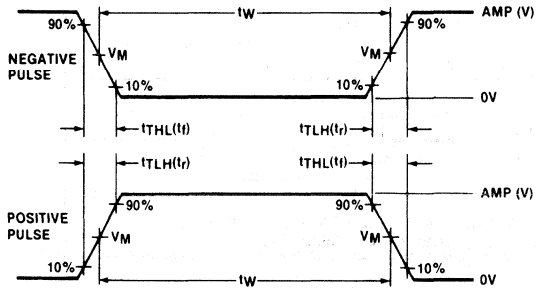 tW
AMP (V)
90%
90%
VM
VM
NEGATIVE
PULSE
10%
10%
0V
tTHL(tf)
tTLH(tr)
tTLH(tr)
tTHL(tf)
AMP (V)
90%
90%
POSITIVE
PULSE
VM
VM
10%
10%
tW
0V